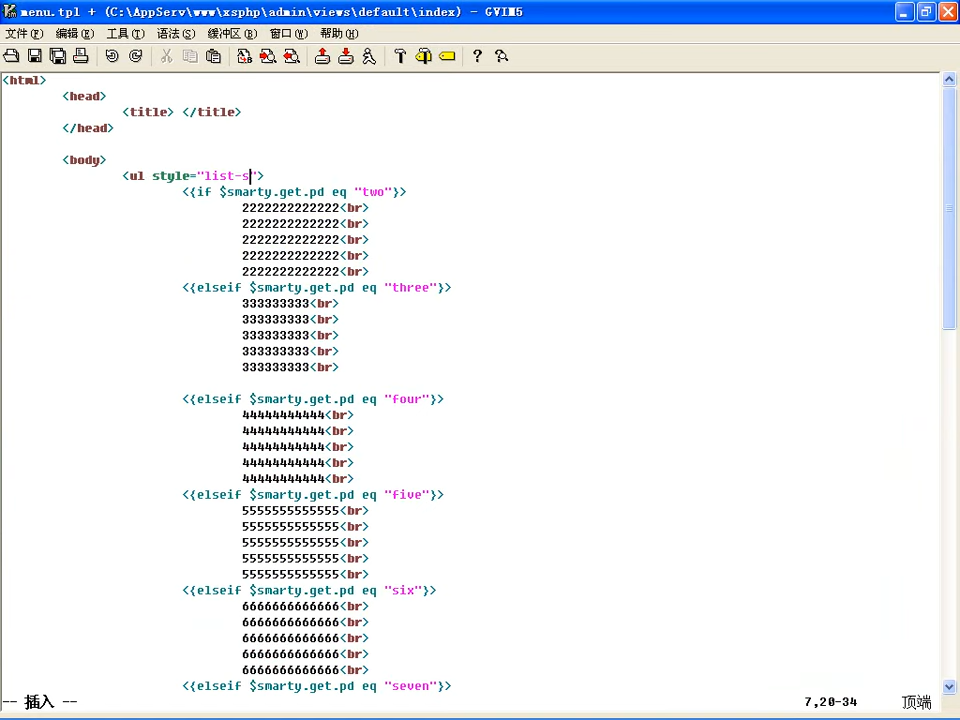 menu.tpl + (C:\AppServ\www\xsphp\admin\views\default\index) - GVIM5
文件(F) 编辑(E) 工具(T) 语法(S) 缓冲区(B) 窗口(W) 帮助(H)
<html>
<head>
<title> </title>
</head>
<body>
<ul style="list-s">
<{if $smarty.get.pd eq "two"}>
2222222222222<br>
2222222222222<br>
2222222222222<br>
2222222222222<br>
2222222222222<br>
<{elseif $smarty.get.pd eq "three"}>
333333333<br>
333333333<br>
333333333<br>
333333333<br>
333333333<br>
<{elseif $smarty.get.pd eq "four"}>
44444444444<br>
44444444444<br>
44444444444<br>
44444444444<br>
44444444444<br>
<{elseif $smarty.get.pd eq "five"}>
5555555555555<br>
5555555555555<br>
5555555555555<br>
5555555555555<br>
5555555555555<br>
<{elseif $smarty.get.pd eq "six"}>
6666666666666<br>
6666666666666<br>
6666666666666<br>
6666666666666<br>
6666666666666<br>
<{elseif $smarty.get.pd eq "seven"}>
-- 插入 -- 7,20-34 顶端